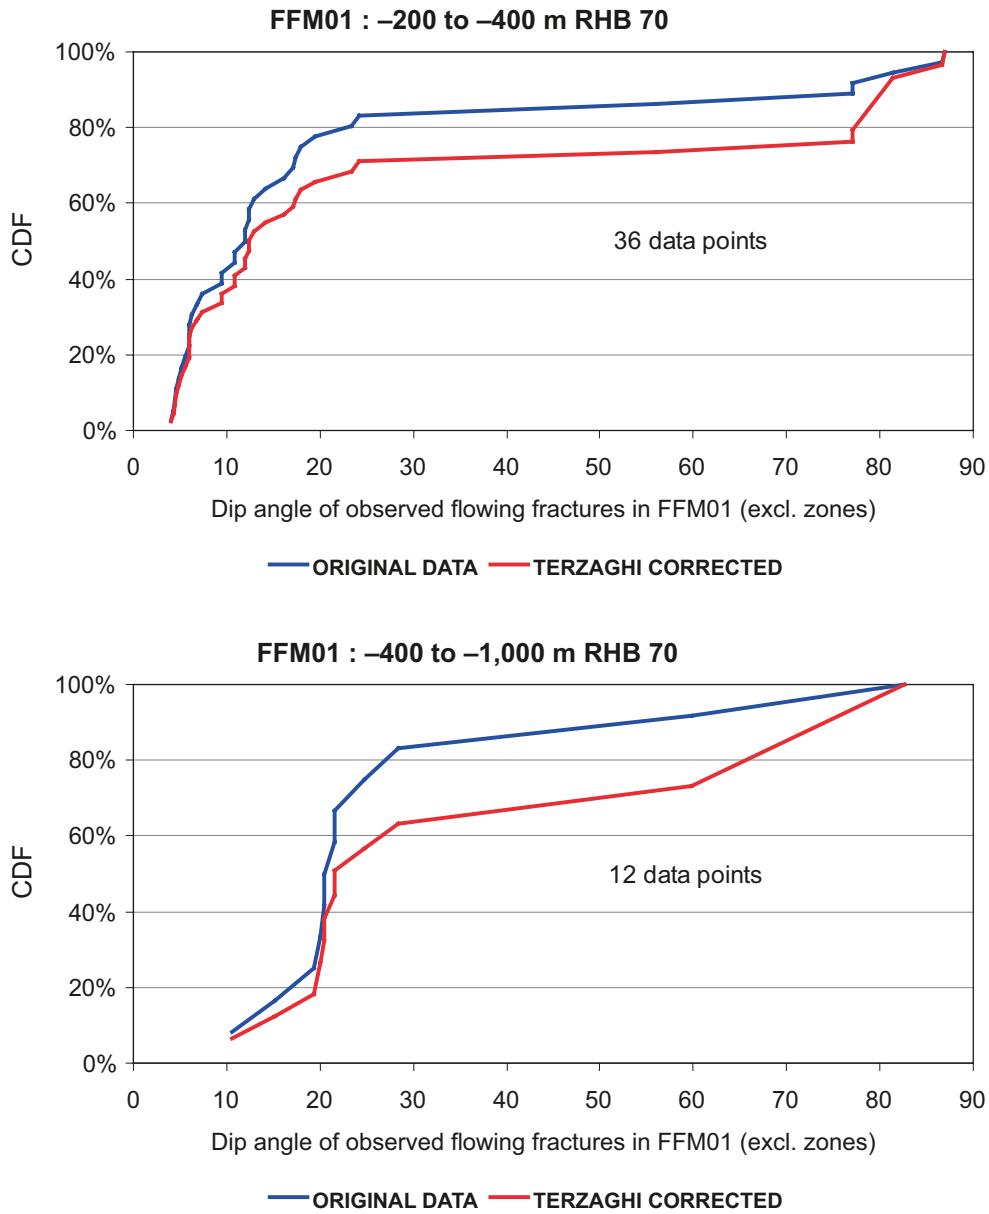 FFM01 : –200 to –400 m RHB 70
100%
80%
60%
40%
20%
0%
CDF
36 data points
0 10 20 30 40 50 60 70 80 90
Dip angle of observed flowing fractures in FFM01 (excl. zones)
ORIGINAL DATA TERZAGHI CORRECTED
FFM01 : –400 to –1,000 m RHB 70
100%
80%
60%
40%
20%
0%
CDF
12 data points
0 10 20 30 40 50 60 70 80 90
Dip angle of observed flowing fractures in FFM01 (excl. zones)
ORIGINAL DATA TERZAGHI CORRECTED